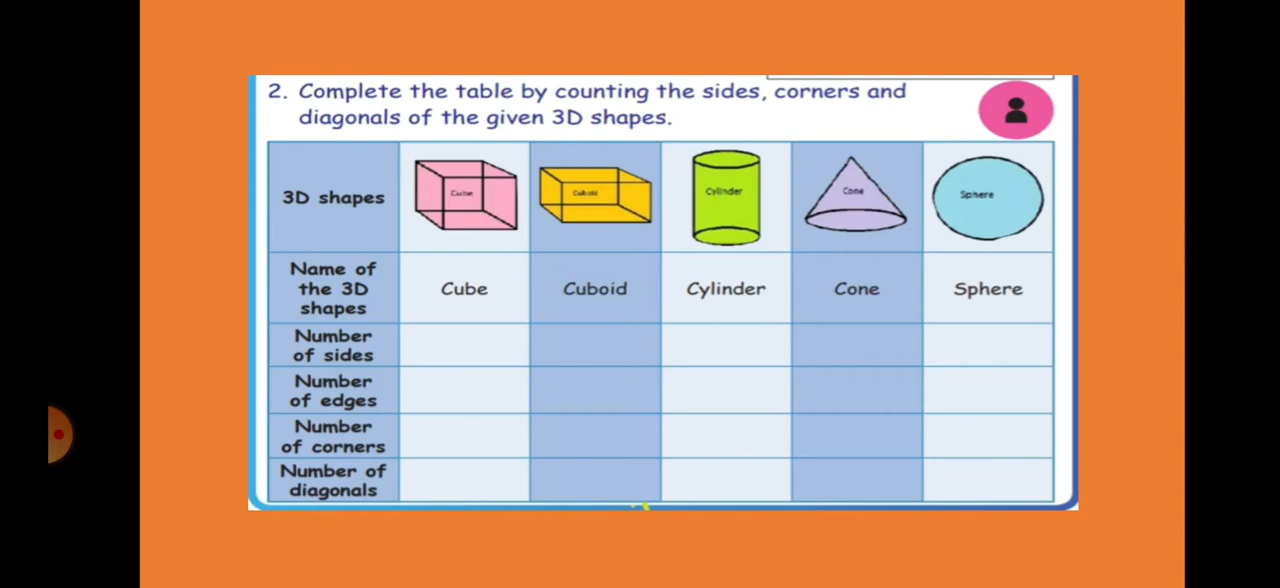 2. Complete the table by counting the sides, corners and
diagonals of the given 3D shapes.
3D shapes
Cube
Cuboid
Cylinder
Cone
Sphere
Name of
the 3D
shapes
Cube
Cuboid
Cylinder
Cone
Sphere
Number
of sides
Number
of edges
Number
of corners
Number of
diagonals